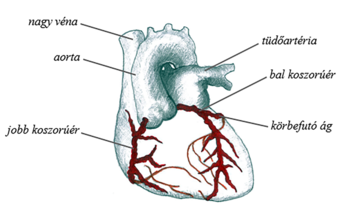 nagy véna
aorta
jobb koszorúér
tüdőartéria
bal koszorúér
körbefutó ág